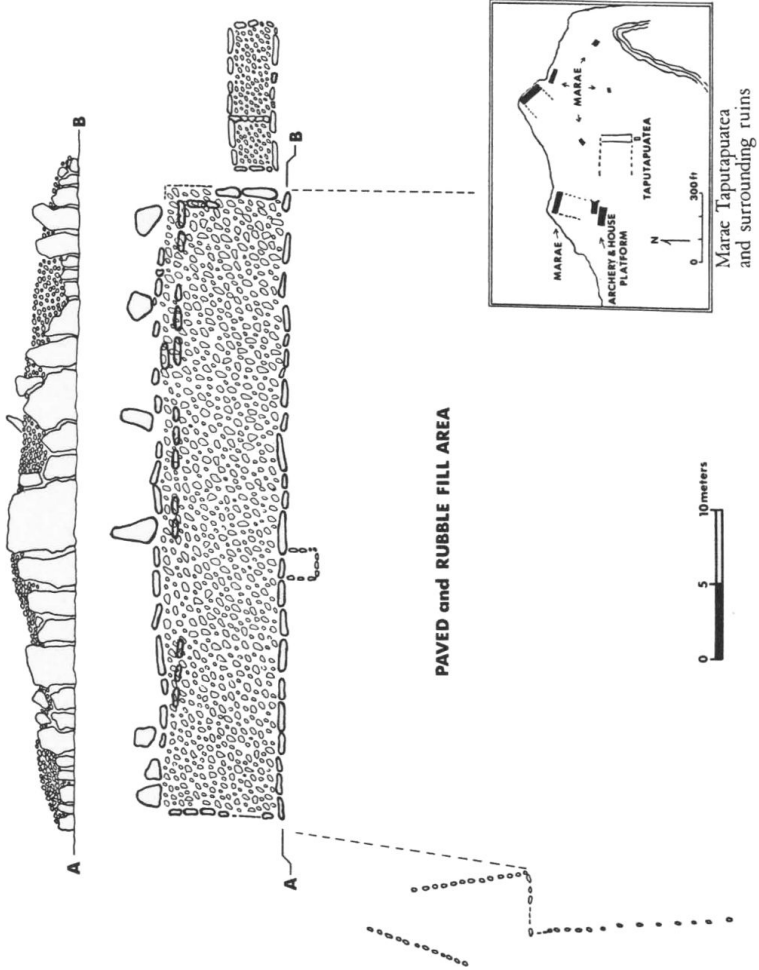 A
B
A
B
PAVED and RUBBLE FILL AREA
0
5
10 meters
MARAE
MARAE
ARCHERY & HOUSE
PLATFORM
TAPUTAPUATEA
N
0
300 ft
Marae Taputapuatea
and surrounding ruins